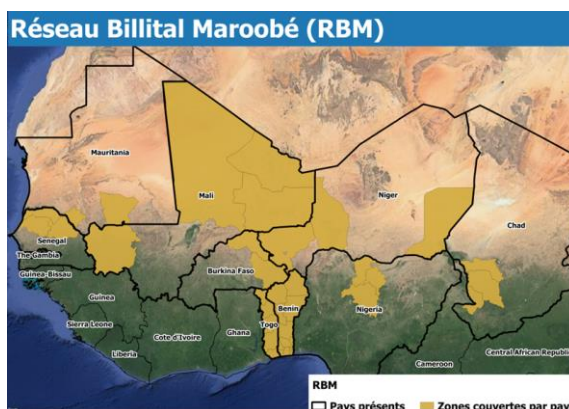 Réseau Billital Maroobé (RBM)
Mauritania
Mali
Niger
Chad
Senegal
The Gambia
Guinea-Bissau
Burkina Faso
Guinea
Benin
Nigeria
Sierra Leone
Togo
Ghana
Cote d'Ivoire
Liberia
Central African Republic
Cameroon
RBM
Pays présents
Zones couvertes par pay